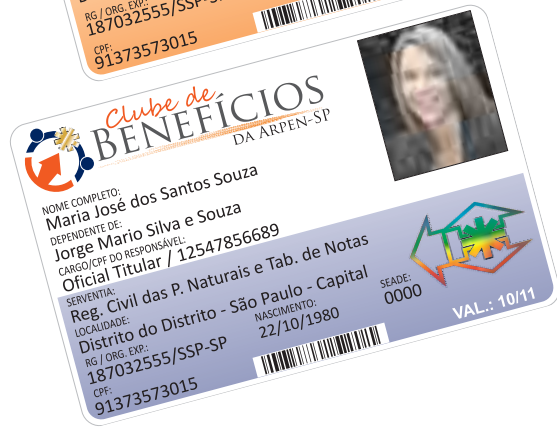 RG / ORG. EXP.:
187032555/SSP-SP
CPF:
91373573015
Clube de
BENEFÍCIOS
DA ARPEN-SP
NOME COMPLETO:
Maria José dos Santos Souza
DEPENDENTE DE:
Jorge Mario Silva e Souza
CARGO/CPF DO RESPONSÁVEL:
Oficial Titular / 12547856689
SERVENTIA:
Reg. Civil das P. Naturais e Tab. de Notas
LOCALIDADE:
Distrito do Distrito - São Paulo - Capital
RG / ORG. EXP.:
187032555/SSP-SP
NASCIMENTO:
22/10/1980
SEADE:
0000
CPF:
91373573015
VAL.: 10/11